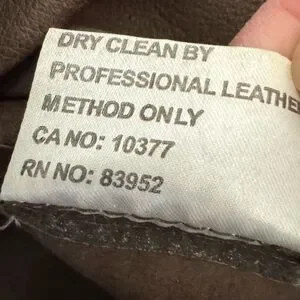 DRY CLEAN BY
PROFESSIONAL LEATHE
METHOD ONLY
CA NO: 10377
RN NO: 83952